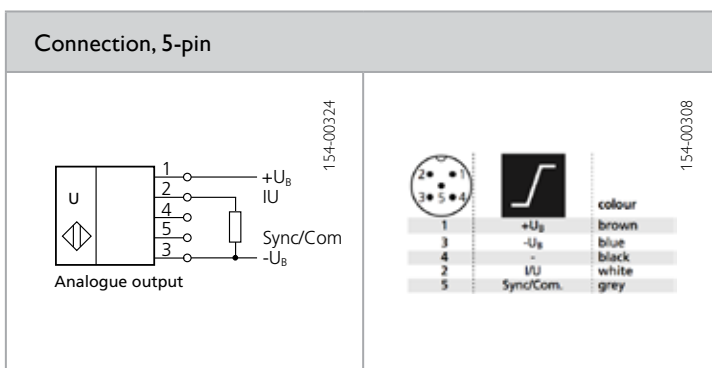 Connection, 5-pin
154-00324
U
1
2
4
5
3
+UB
IU
Sync/Com
-UB
Analogue output
154-00308
2 1
3 5 4
colour
1 +UB brown
3 -UB blue
4 - black
2 I/U white
5 Sync/Com. grey